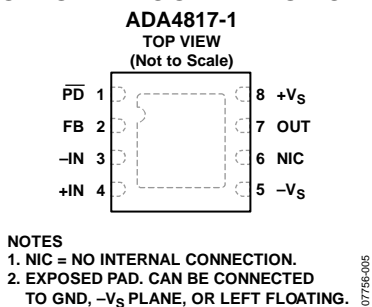 ADA4817-1
TOP VIEW
(Not to Scale)
PD 1
FB 2
–IN 3
+IN 4
8 +VS
7 OUT
6 NIC
5 –VS
NOTES
1. NIC = NO INTERNAL CONNECTION.
2. EXPOSED PAD. CAN BE CONNECTED
TO GND, –VS PLANE, OR LEFT FLOATING.
07756-005